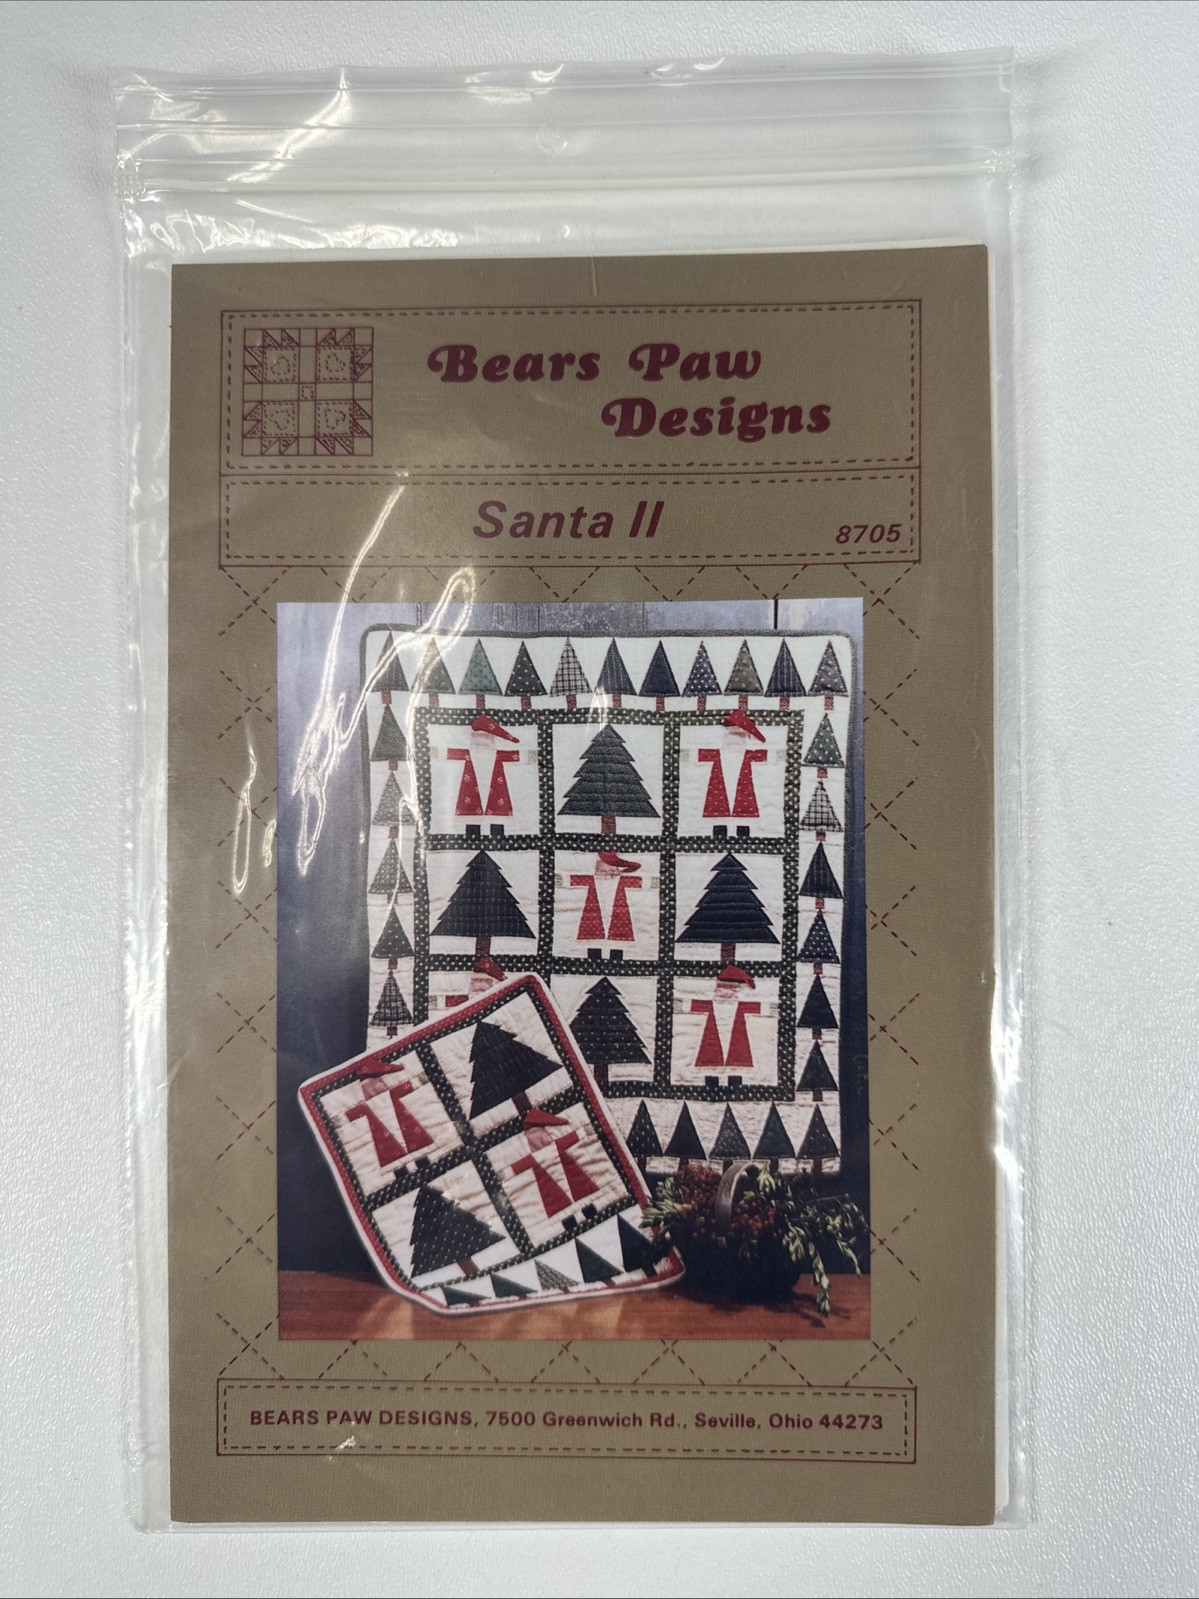 Bears Paw
Designs
Santa II
8705
BEARS PAW DESIGNS, 7500 Greenwich Rd., Seville, Ohio 44273